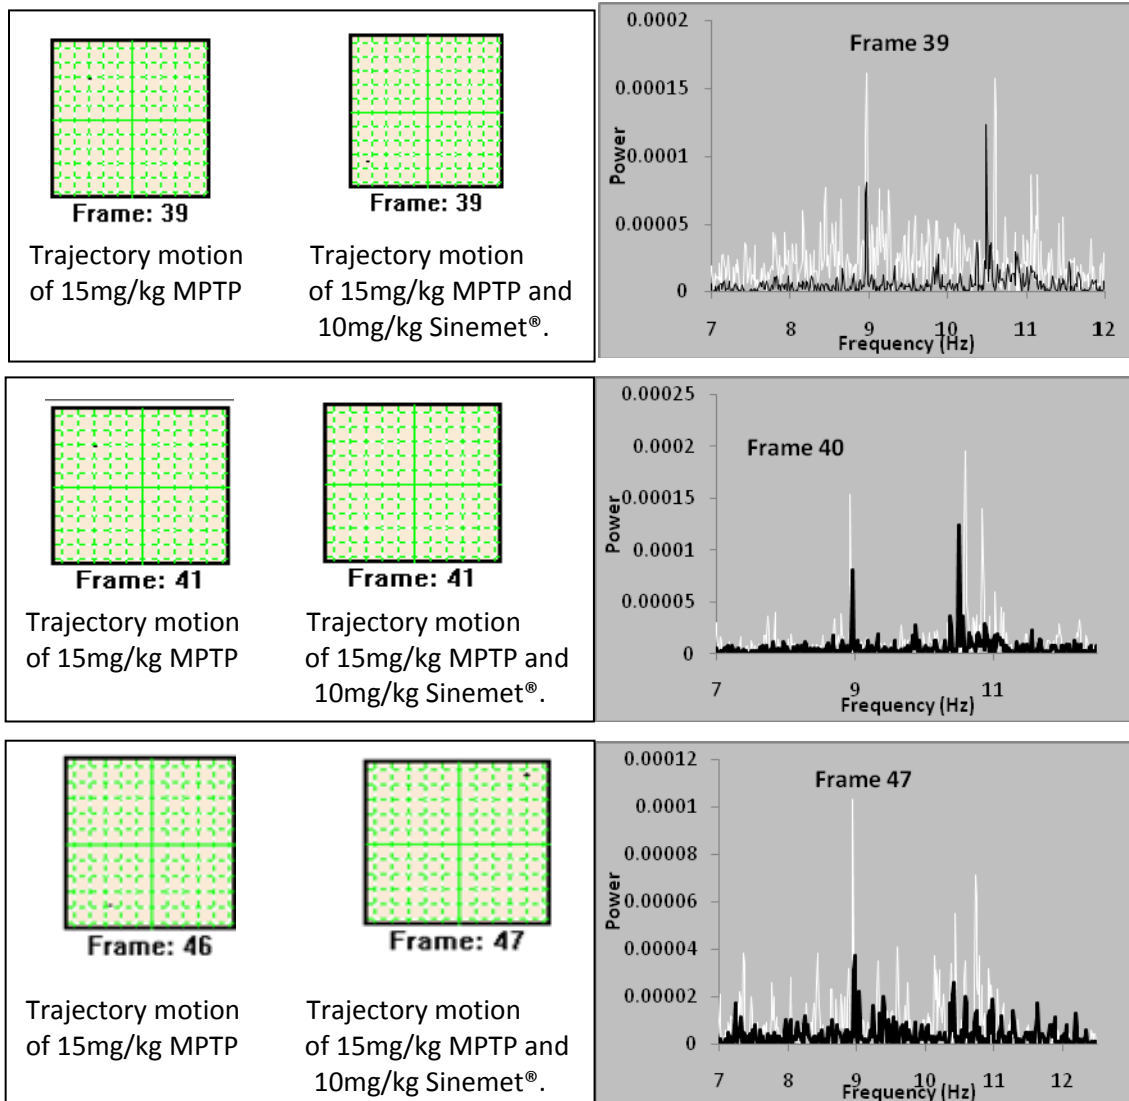 Frame: 39
Frame: 39
Trajectory motion
of 15mg/kg MPTP
Trajectory motion
of 15mg/kg MPTP and
10mg/kg Sinemet®.
Frame 39
Power
0.0002
0.00015
0.0001
0.00005
0
7 8 9 10 11 12
Frequency (Hz)
Frame: 41
Frame: 41
Trajectory motion
of 15mg/kg MPTP
Trajectory motion
of 15mg/kg MPTP and
10mg/kg Sinemet®.
Frame 40
Power
0.00025
0.0002
0.00015
0.0001
0.00005
0
7 9 11
Frequency (Hz)
Frame: 46
Frame: 47
Trajectory motion
of 15mg/kg MPTP
Trajectory motion
of 15mg/kg MPTP and
10mg/kg Sinemet®.
Frame 47
Power
0.00012
0.0001
0.00008
0.00006
0.00004
0.00002
0
7 8 9 10 11 12
Frequency (Hz)